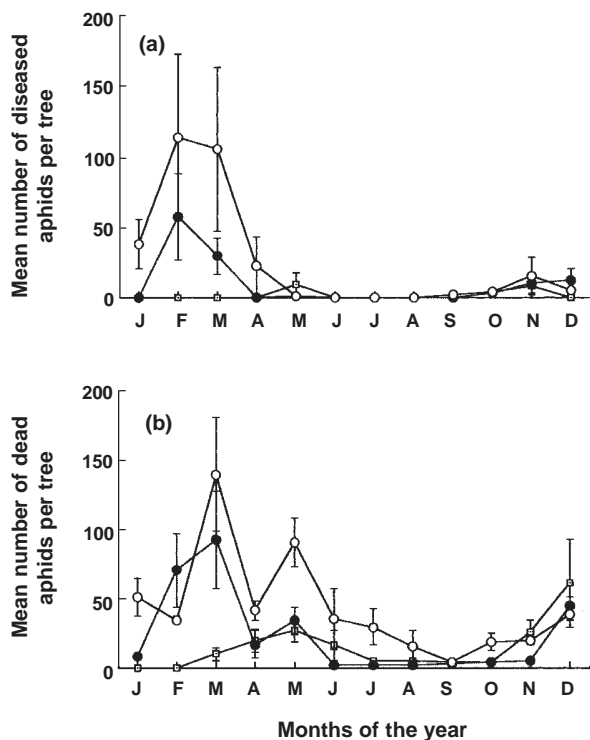 Mean number of diseased
aphids per tree
(a)
200
150
100
50
0
J F M A M J J A S O N D
Mean number of dead
aphids per tree
(b)
200
150
100
50
0
J F M A M J J A S O N D
Months of the year